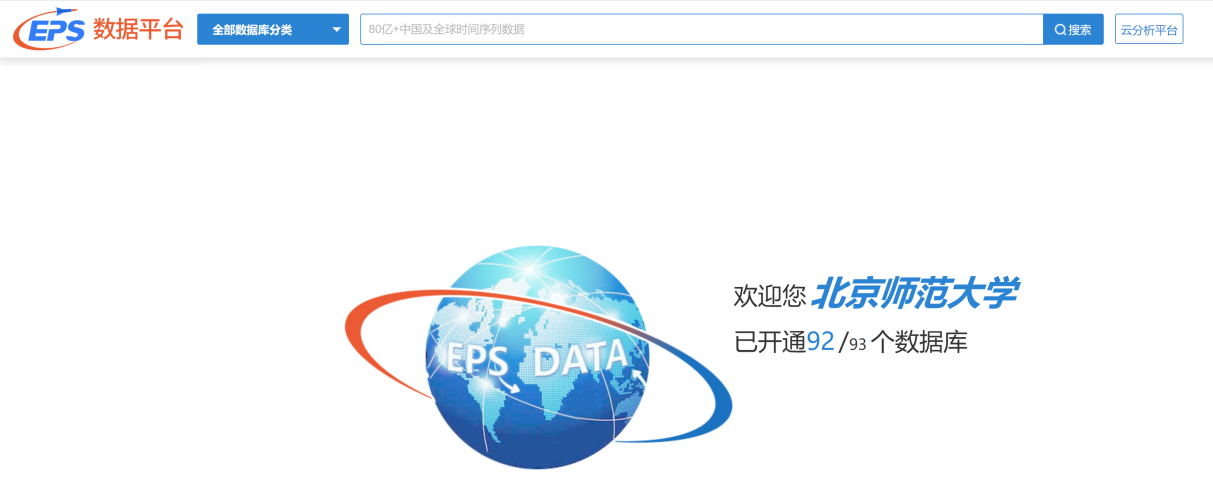 EPS 数据平台
全部数据库分类
80亿+中国及全球时间序列数据
搜索
云分析平台
EPS DATA
欢迎您 北京师范大学
已开通92 /93 个数据库